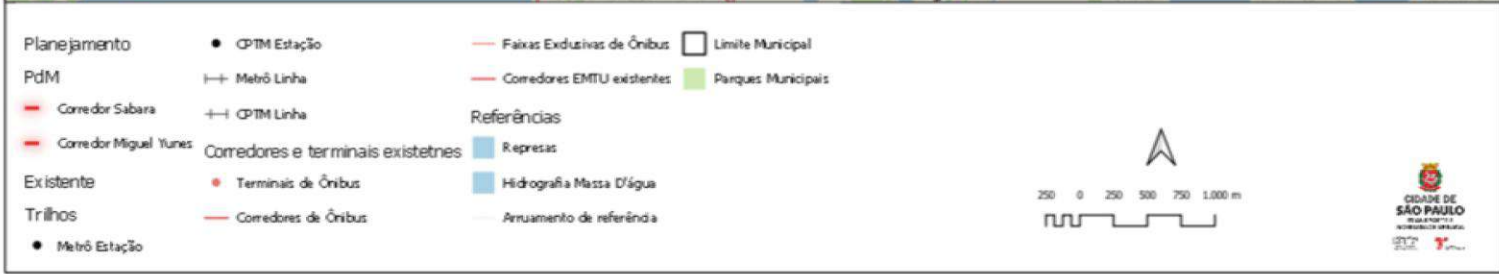 Planejamento
PdM
Corredor Sabara
Corredor Miguel Yunes
Existente
Trilhos
Metrô Estação
CPTM Estação
Metrô Linha
CPTM Linha
Corredores e terminais existetnes
Terminais de Ônibus
Corredores de Ônibus
Faixas Exclusivas de Ônibus
Corredores EMTU existentes
Referências
Represas
Hidrografia Massa D'água
Arruamento de referência
Limite Municipal
Parques Municipais
250 0 250 500 750 1.000 m
CIDADE DE
SÃO PAULO